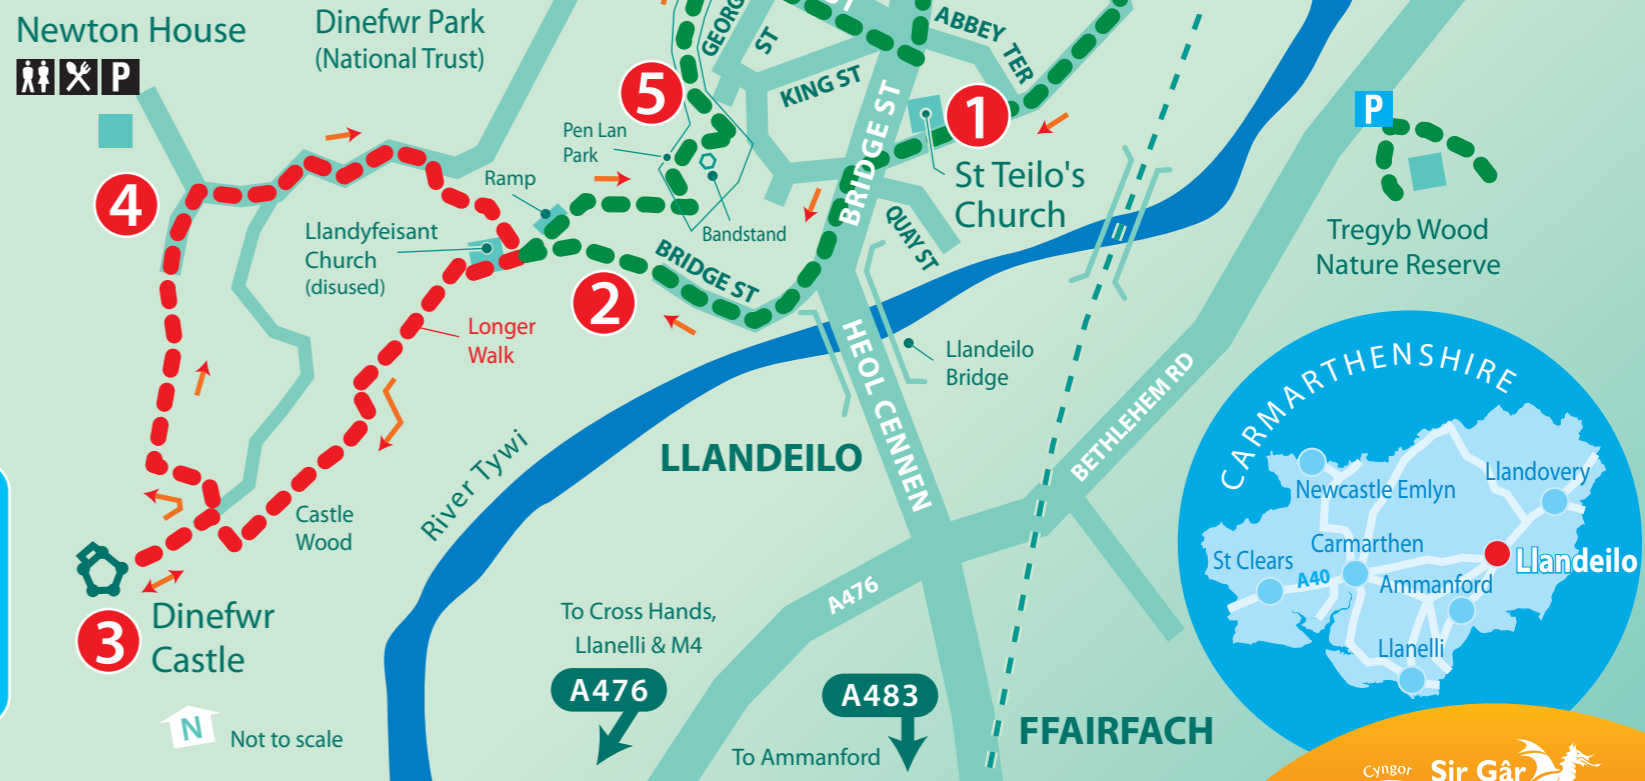 Newton House
P
Dinefwr Park
(National Trust)
GEORG
ST
ST
ABBEY TER
KING ST
5
1
Pen Lan
Park
Ramp
4
Llandyfeisant
Church
(disused)
Bandstand
BRIDGE ST
St Teilo's
Church
QUAY ST
BRIDGE ST
2
P
Tregyb Wood
Nature Reserve
Longer
Walk
HEOL CENNEN
Llandeilo
Bridge
BETHLEHEM RD
River Tywi
LLANDEILO
Castle
Wood
3
Dinefwr
Castle
N
Not to scale
A476
To Cross Hands,
Llanelli & M4
A476
A483
To Ammanford
FFAIRFACH
CARMARTHENSHIRE
Newcastle Emlyn
Llandovery
Carmarthen
St Clears
A40
Llandeilo
Ammanford
Llanelli
Cyngor
Sir Gâr